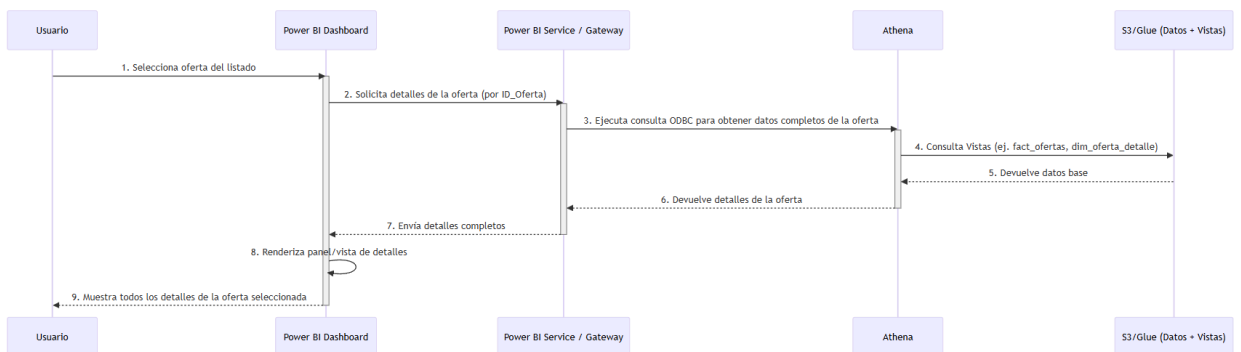 Usuario
Power BI Dashboard
Power BI Service / Gateway
Athena
S3/Glue (Datos + Vistas)
1. Selecciona oferta del listado
2. Solicita detalles de la oferta (por ID_Oferta)
3. Ejecuta consulta ODBC para obtener datos completos de la oferta
4. Consulta Vistas (ej. fact_ofertas, dim_oferta_detalle)
5. Devuelve datos base
6. Devuelve detalles de la oferta
7. Envía detalles completos
8. Renderiza panel/vista de detalles
9. Muestra todos los detalles de la oferta seleccionada
Usuario
Power BI Dashboard
Power BI Service / Gateway
Athena
S3/Glue (Datos + Vistas)